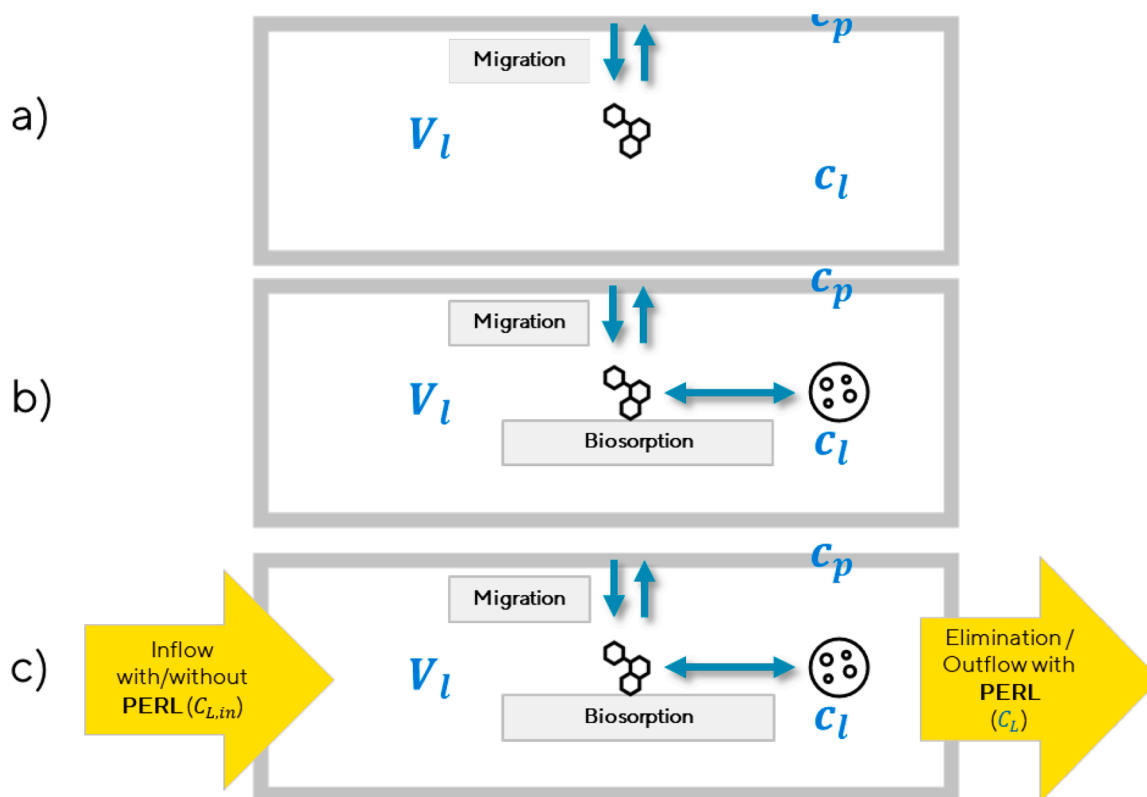 c_p
Migration
a)
V_l
c_l
c_p
Migration
b)
V_l
Biosorption
c_l
c_p
Migration
Inflow
with/without
PERL (C_{L,in})
c)
V_l
Biosorption
c_l
Elimination /
Outflow with
PERL
(C_L)